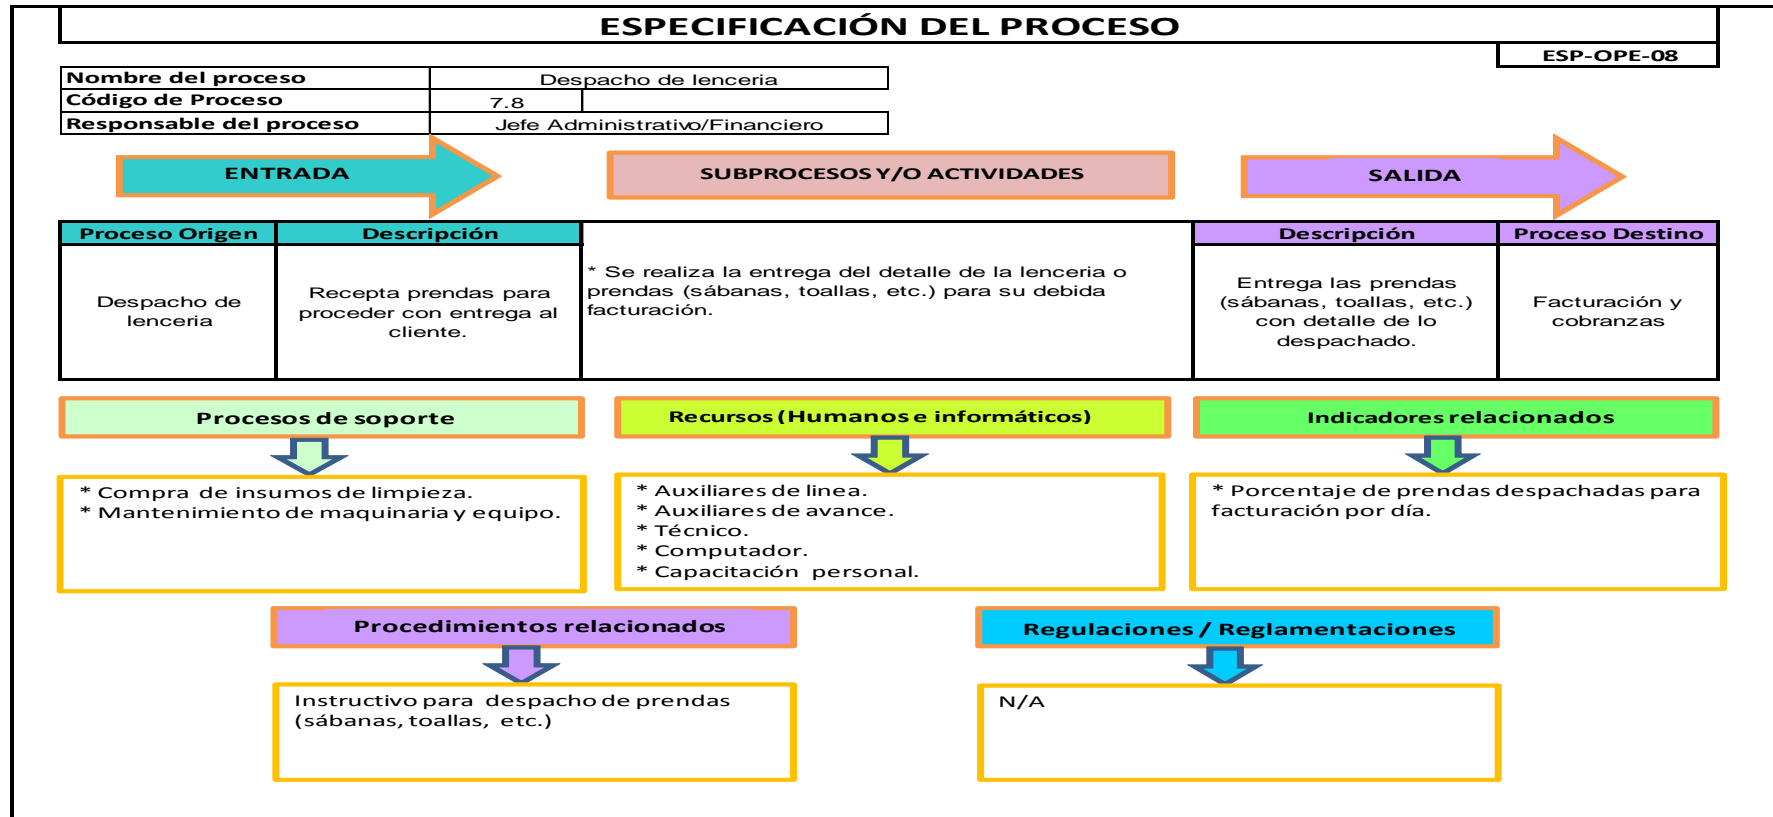 ESPECIFICACIÓN DEL PROCESO
ESP-OPE-08
Nombre del proceso Despacho de lenceria
Código de Proceso 7.8
Responsable del proceso Jefe Administrativo/Financiero
ENTRADA
SUBPROCESOS Y/O ACTIVIDADES
SALIDA
Proceso Origen Descripción
Despacho de
lenceria
Recepta prendas para
proceder con entrega al
cliente.
* Se realiza la entrega del detalle de la lenceria o
prendas (sábanas, toallas, etc.) para su debida
facturación.
Descripción Proceso Destino
Entrega las prendas
(sábanas, toallas, etc.)
con detalle de lo
despachado.
Facturación y
cobranzas
Procesos de soporte
* Compra de insumos de limpieza.
* Mantenimiento de maquinaria y equipo.
Recursos (Humanos e informáticos)
* Auxiliares de linea.
* Auxiliares de avance.
* Técnico.
* Computador.
* Capacitación personal.
Indicadores relacionados
* Porcentaje de prendas despachadas para
facturación por día.
Procedimientos relacionados
Instructivo para despacho de prendas
(sábanas, toallas, etc.)
Regulaciones / Reglamentaciones
N/A